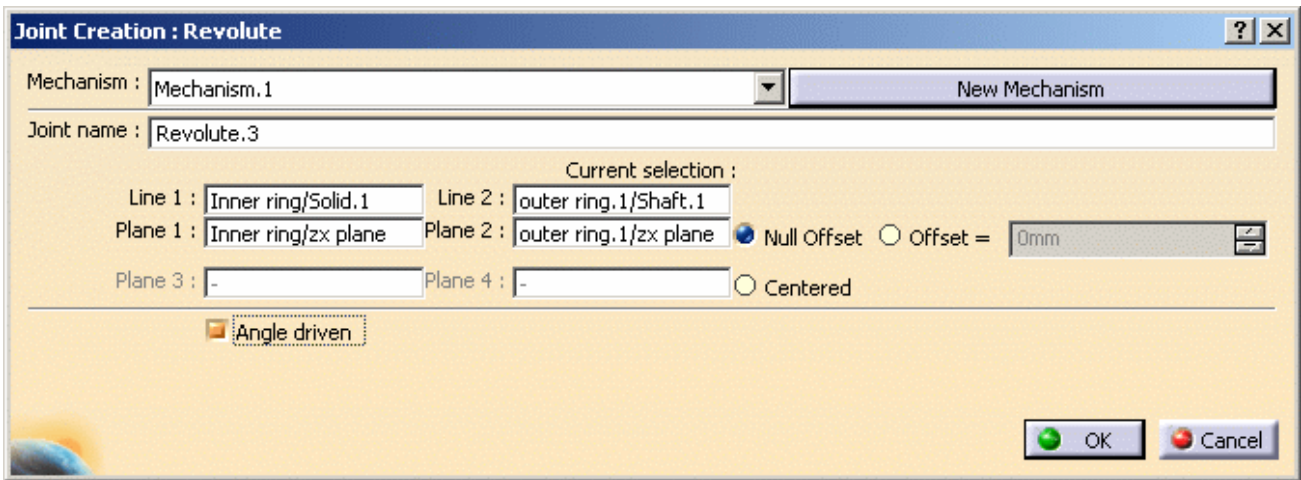 Joint Creation : Revolute
Mechanism : Mechanism.1 New Mechanism
Joint name : Revolute.3
Current selection :
Line 1 : Inner ring/Solid.1 Line 2 : outer ring.1/Shaft.1
Plane 1 : Inner ring/zx plane Plane 2 : outer ring.1/zx plane Null Offset Offset = 0mm
Plane 3 : - Plane 4 : - Centered
Angle driven
OK Cancel